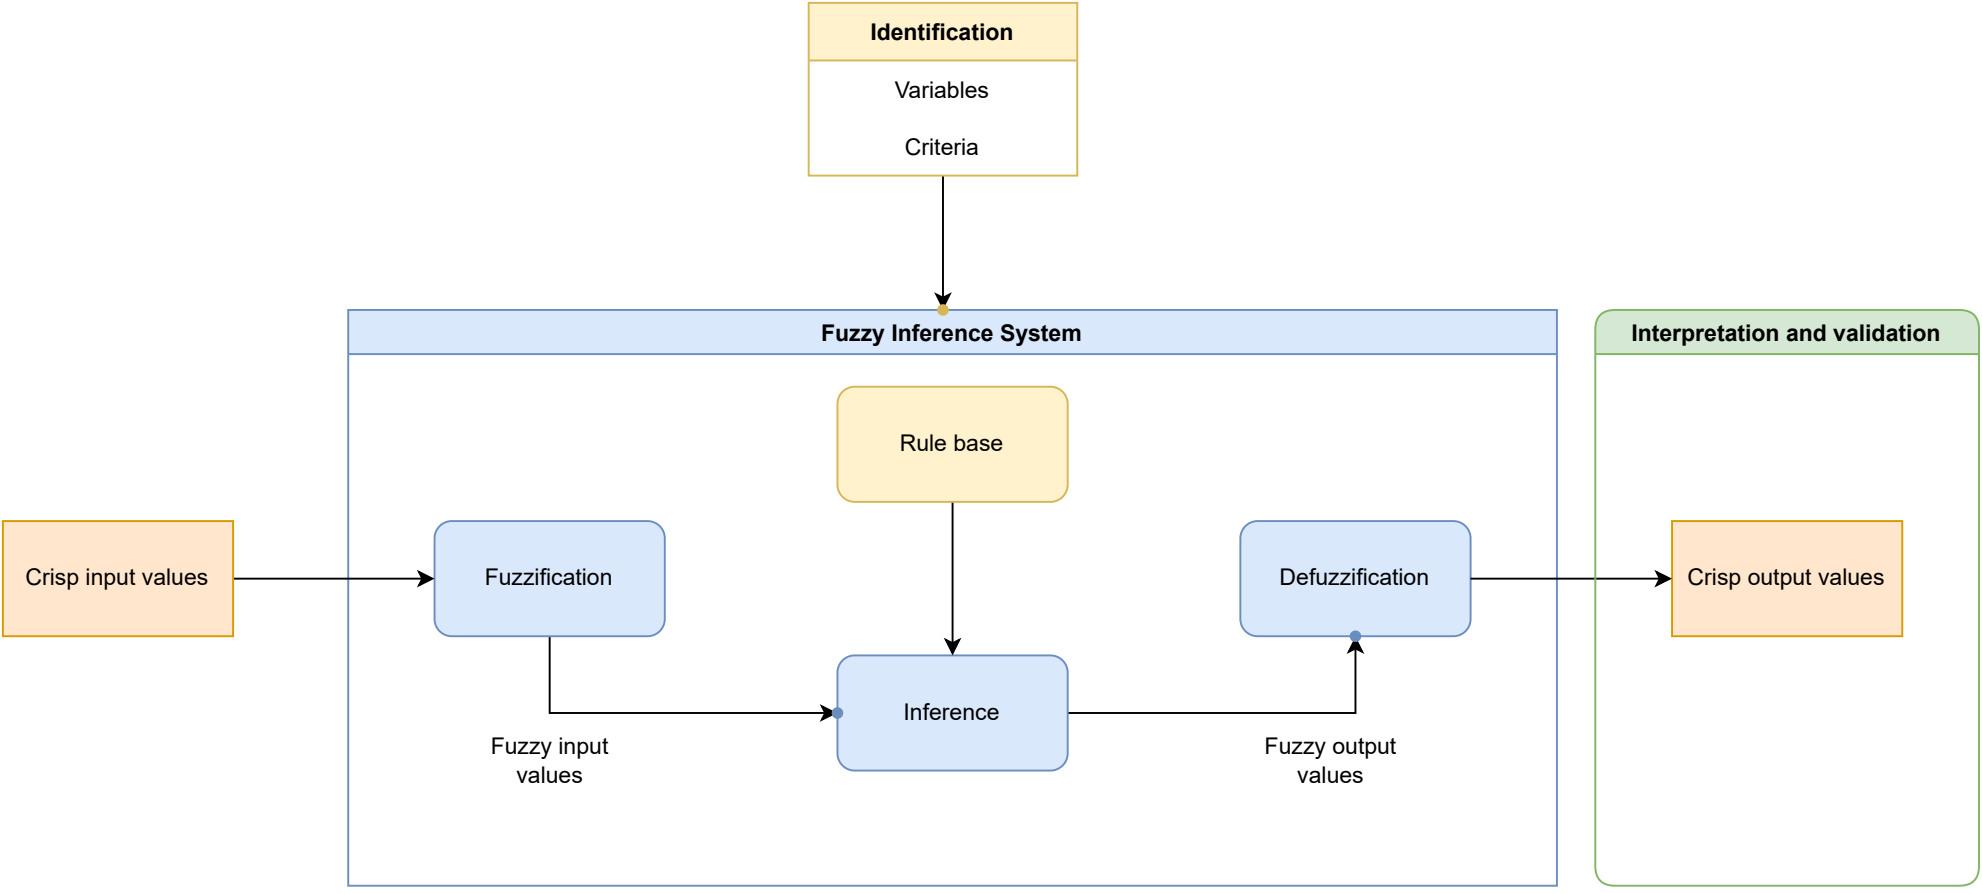 Identification
Variables
Criteria
Fuzzy Inference System
Interpretation and validation
Rule base
Crisp input values
Fuzzification
Defuzzification
Crisp output values
Inference
Fuzzy input
values
Fuzzy output
values